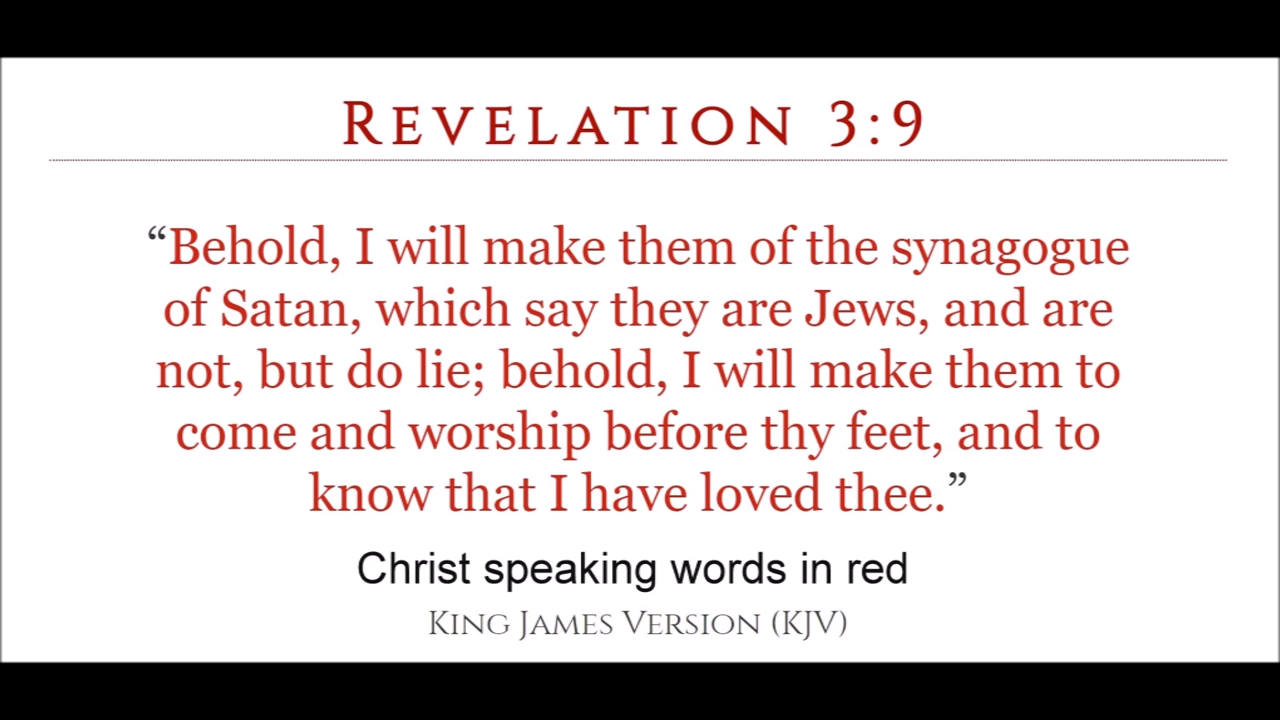 REVELATION 3:9
“Behold, I will make them of the synagogue
of Satan, which say they are Jews, and are
not, but do lie; behold, I will make them to
come and worship before thy feet, and to
know that I have loved thee.”
Christ speaking words in red
KING JAMES VERSION (KJV)